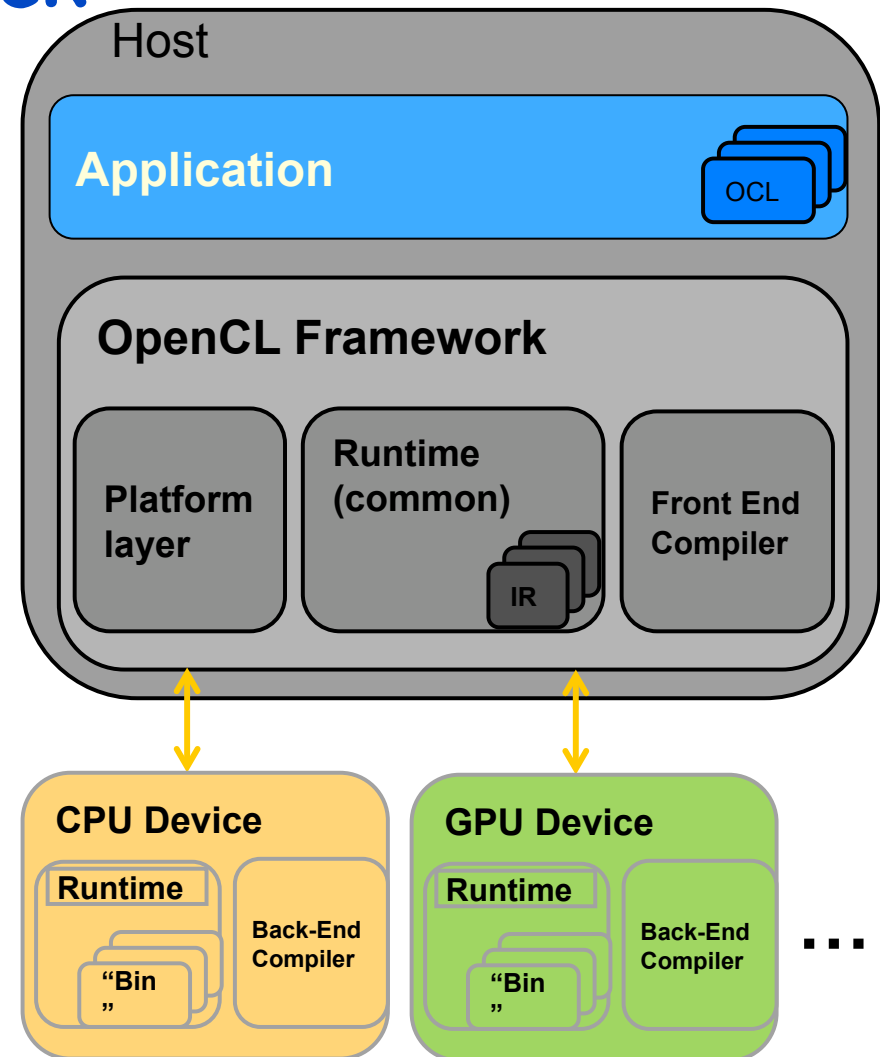 Host
Application
OCL
OpenCL Framework
Platform
layer
Runtime
(common)
IR
Front End
Compiler
CPU Device
Runtime
“Bin
”
Back-End
Compiler
GPU Device
Runtime
“Bin
”
Back-End
Compiler
...